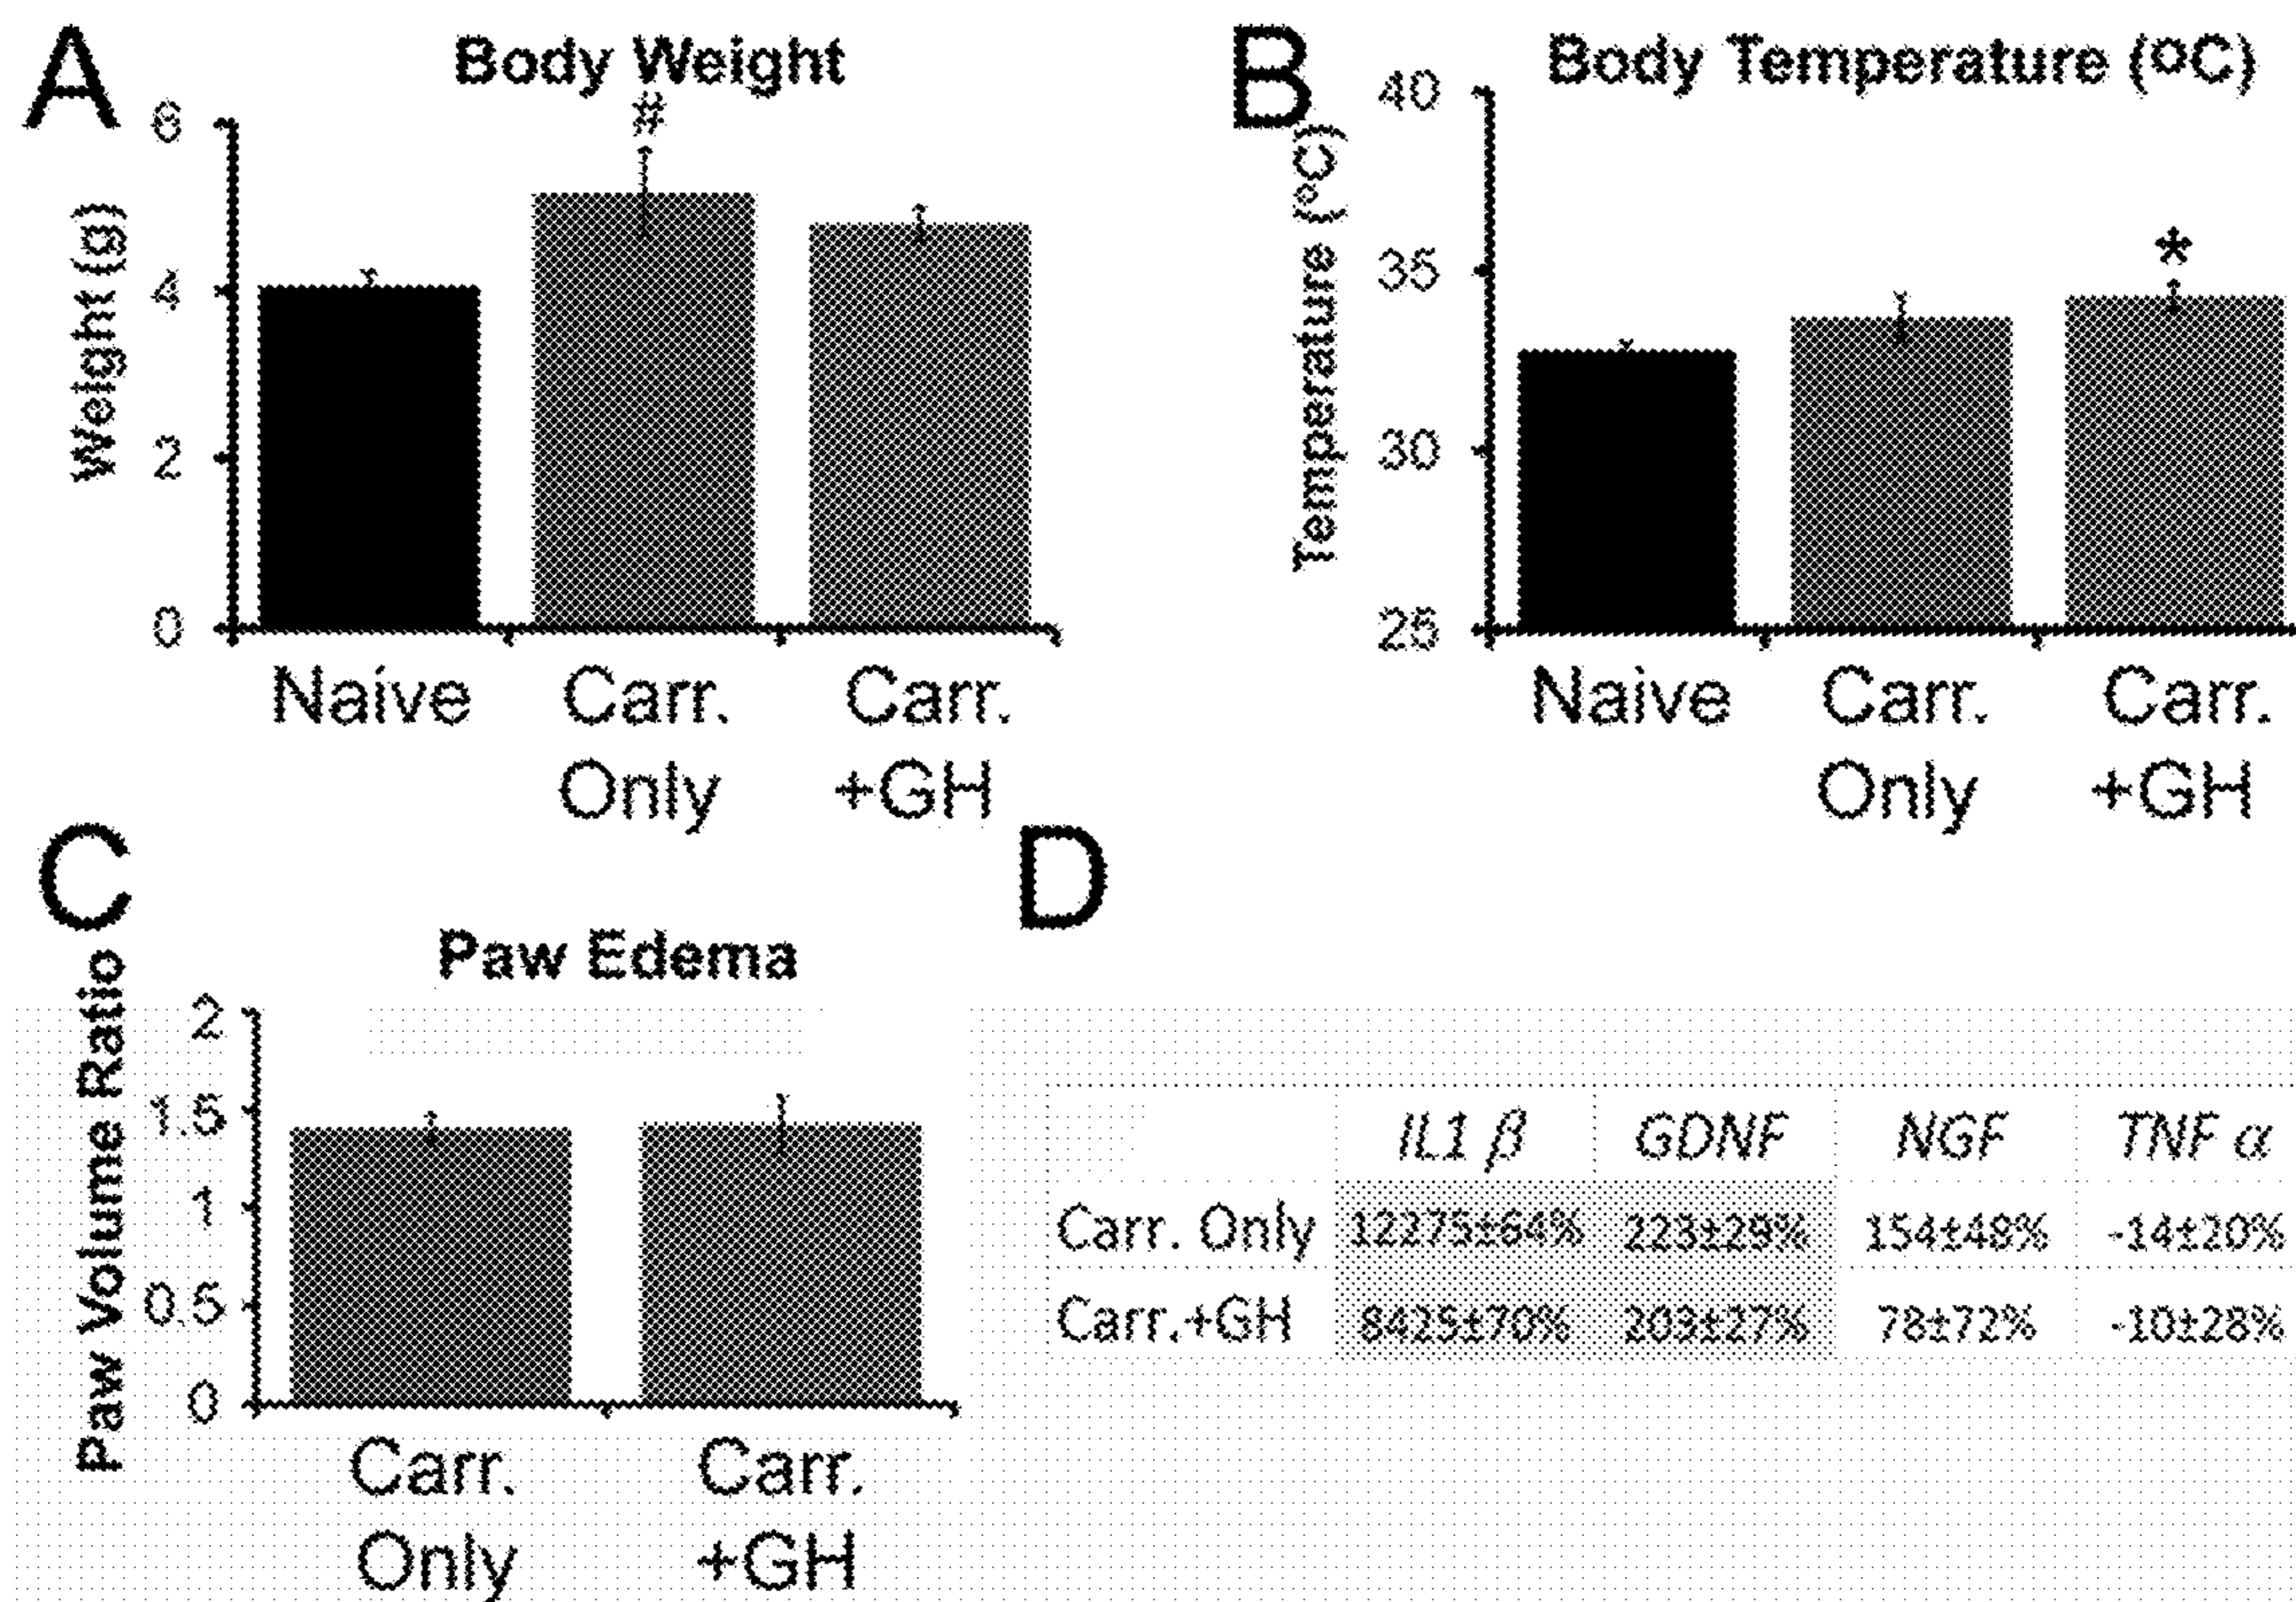 A
Body Weight
#
Weight (g)
6
4
2
0
Naive
Carr.
Only
Carr.
+GH
B
Body Temperature (ºC)
*
Temperature (°C)
40
35
30
25
Naive
Carr.
Only
Carr.
+GH
C
Paw Edema
Paw Volume Ratio
2
1.5
1
0.5
0
Carr.
Only
Carr.
+GH
D
IL1 β GDNF NGF TNF α
Carr. Only 12275±64% 223±29% 154±48% -14±20%
Carr.+GH 8425±70% 203±27% 78±72% -10±28%